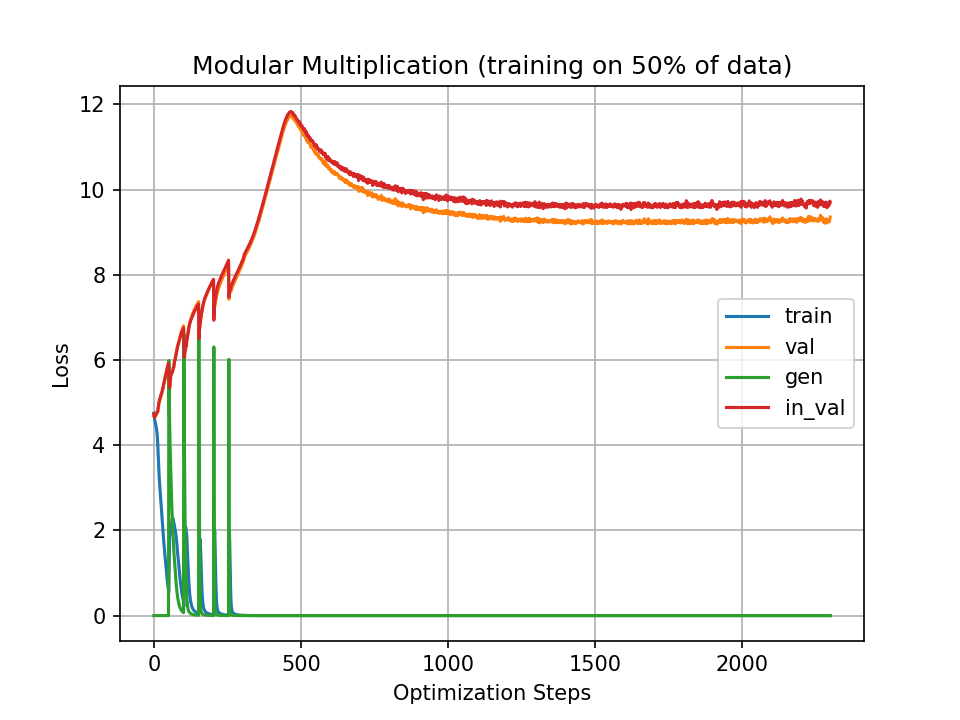 Modular Multiplication (training on 50% of data)
12
10
8
6
4
2
0
Loss
train
val
gen
in_val
0 500 1000 1500 2000
Optimization Steps